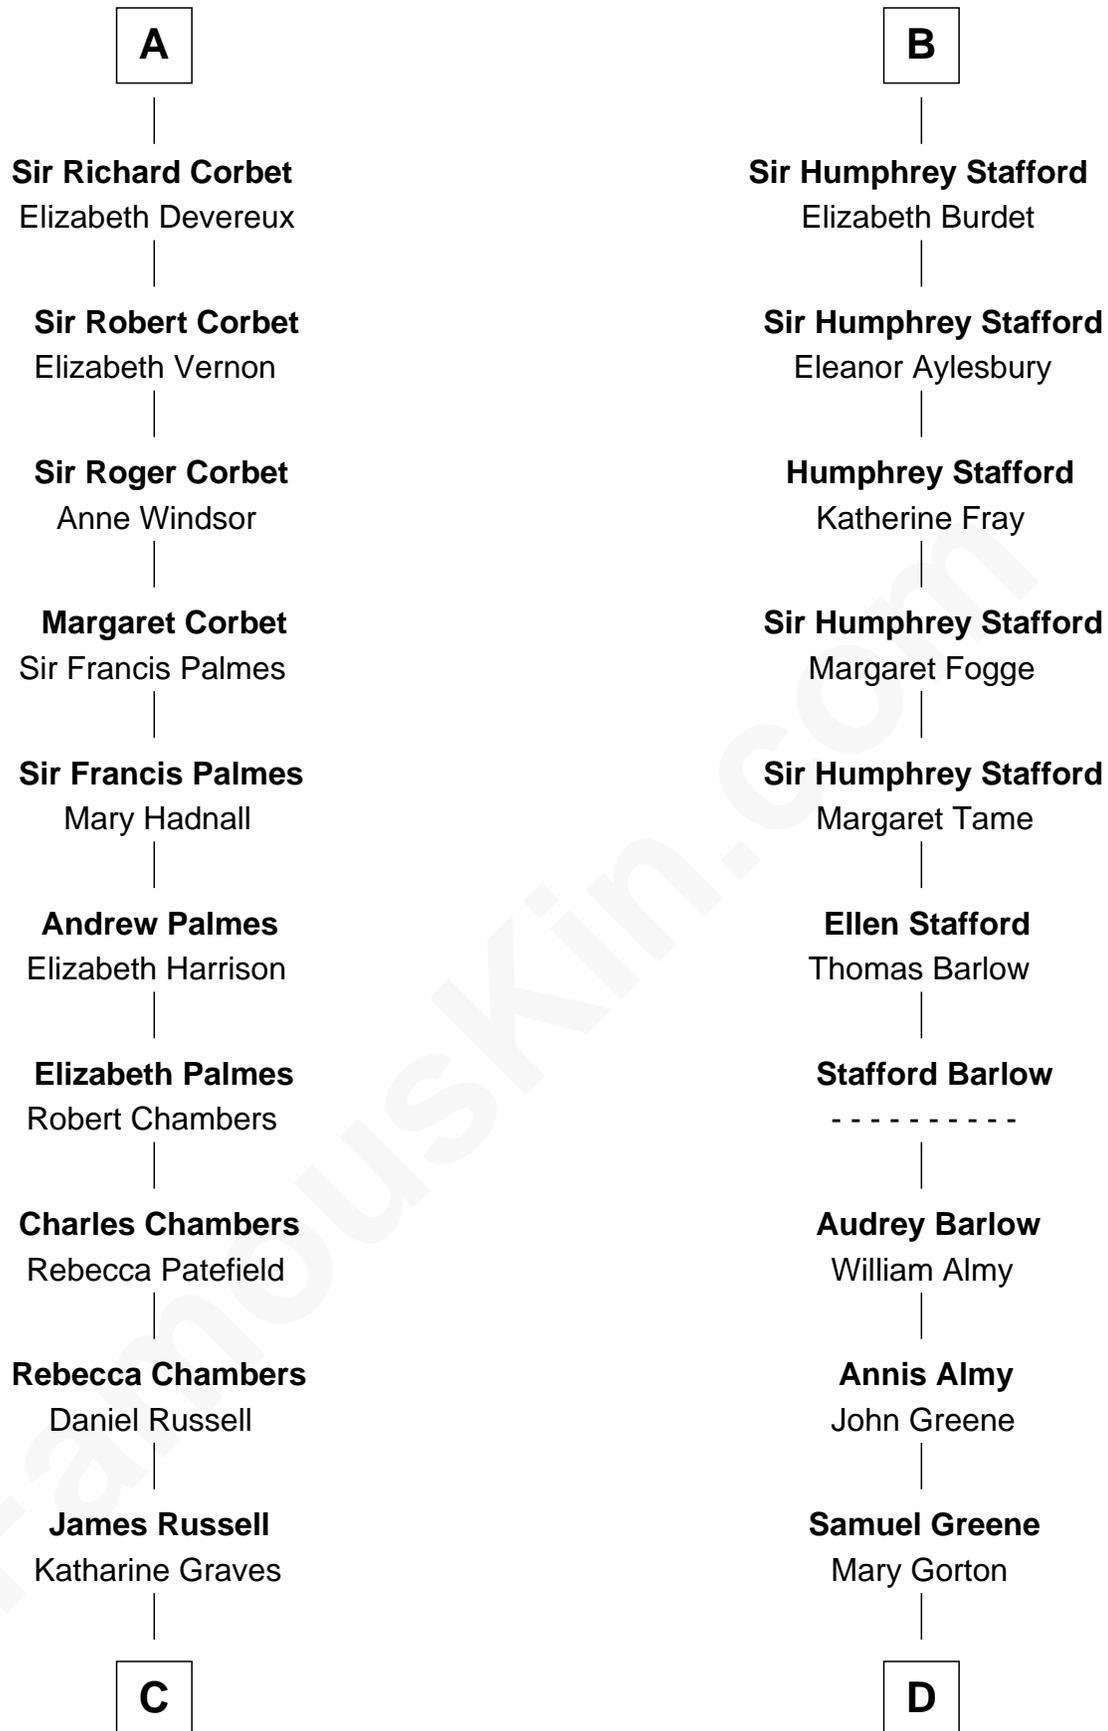 A
Sir Richard Corbet
Elizabeth Devereux
Sir Robert Corbet
Elizabeth Vernon
Sir Roger Corbet
Anne Windsor
Margaret Corbet
Sir Francis Palmes
Sir Francis Palmes
Mary Hadnall
Andrew Palmes
Elizabeth Harrison
Elizabeth Palmes
Robert Chambers
Charles Chambers
Rebecca Patefield
Rebecca Chambers
Daniel Russell
James Russell
Katharine Graves
C
B
Sir Humphrey Stafford
Elizabeth Burdet
Sir Humphrey Stafford
Eleanor Aylesbury
Humphrey Stafford
Katherine Fray
Sir Humphrey Stafford
Margaret Fogge
Sir Humphrey Stafford
Margaret Tame
Ellen Stafford
Thomas Barlow
Stafford Barlow
- - - - - - - - - -
Audrey Barlow
William Almy
Annis Almy
John Greene
Samuel Greene
Mary Gorton
D
FamousKin.com